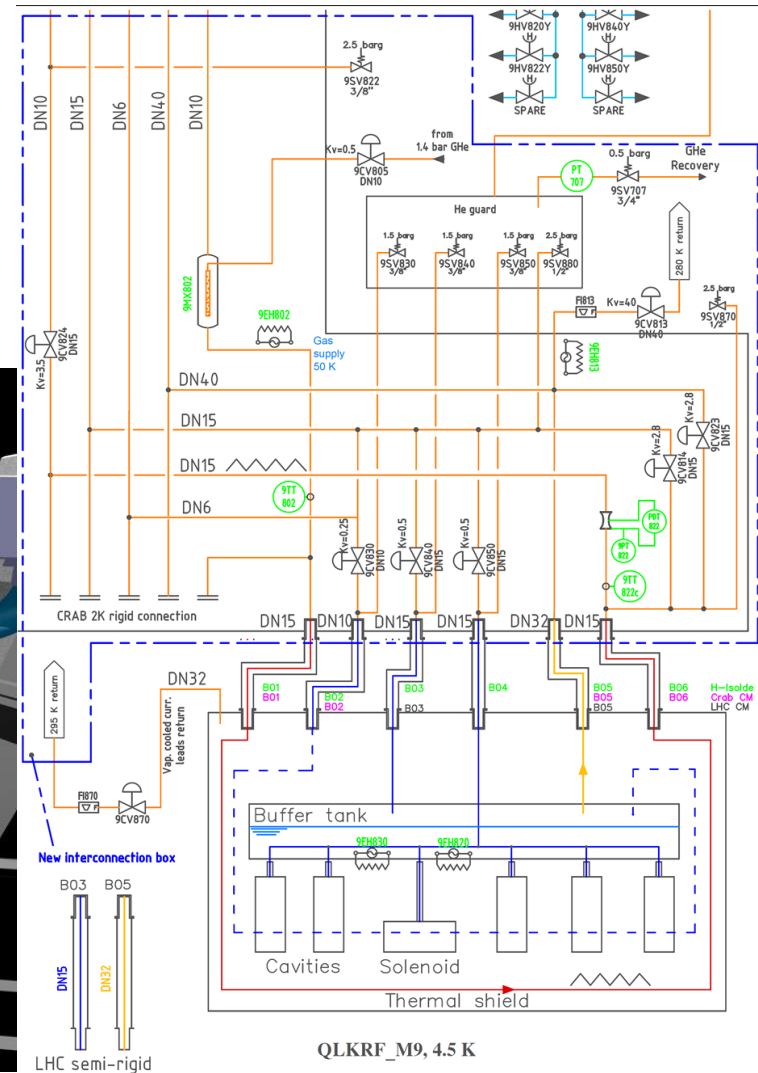 9HV820Y
9HV840Y
H
H
9HV822Y
9HV850Y
H
H
SPARE
SPARE
2.5 barg
9SV822
3/8"
DN10
DN15
DN6
DN40
DN10
Kv=0.5
9CV805
DN10
from
1.4 bar GHe
PT
707
0.5 barg
9SV707
3/4"
GHe
Recovery
He guard
1.5 barg
9SV830
3/8"
1.5 barg
9SV840
3/8"
1.5 barg
9SV850
3/8"
2.5 barg
9SV880
1/2"
280 K return
FI813
F
Kv=40
9CV813
DN40
2.5 barg
9SV870
1/2"
9MX802
9EH802
Gas
supply
50 K
9EH813
9CV824
DN15
Kv=3.5
DN40
DN15
DN15
DN6
Kv=2.8
9CV823
DN15
Kv=2.8
9CV814
DN15
9TT
802
Kv=0.25
9CV830
DN10
Kv=0.5
9CV840
DN15
Kv=0.5
9CV850
DN15
PDT
822
9PT
822
9TT
822c
CRAB 2K rigid connection
DN15
DN10
DN15
DN15
DN32
DN15
...
...
295 K return
DN32
Vap. cooled curr.
leads return
FI870
F
9CV870
B01
B01
B02
B02
B03
B03
B04
B05
B05
B05
B06
B06
H-Isolde
Crab CM
LHC CM
Buffer tank
9EH830
9EH820
New interconnection box
Cavities
Solenoid
Thermal shield
B03
B05
DN15
DN32
LHC semi-rigid
QLKRF_M9, 4.5 K